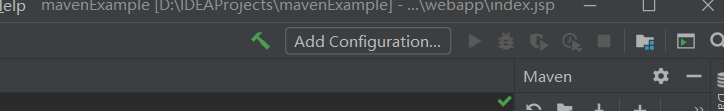 elp mavenExample [D:\IDEAProjects\mavenExample] - ...\webapp\index.jsp
Add Configuration...
Maven